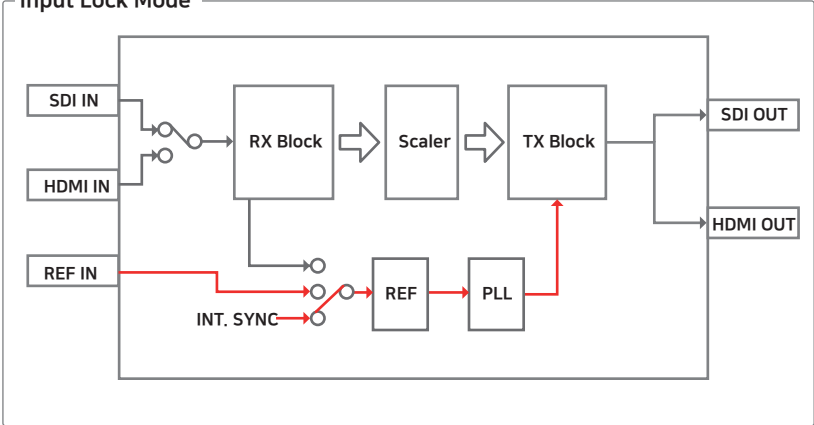 Input Lock Mode
SDI IN
SDI OUT
RX Block
Scaler
TX Block
HDMI IN
HDMI OUT
REF IN
REF
PLL
INT. SYNC